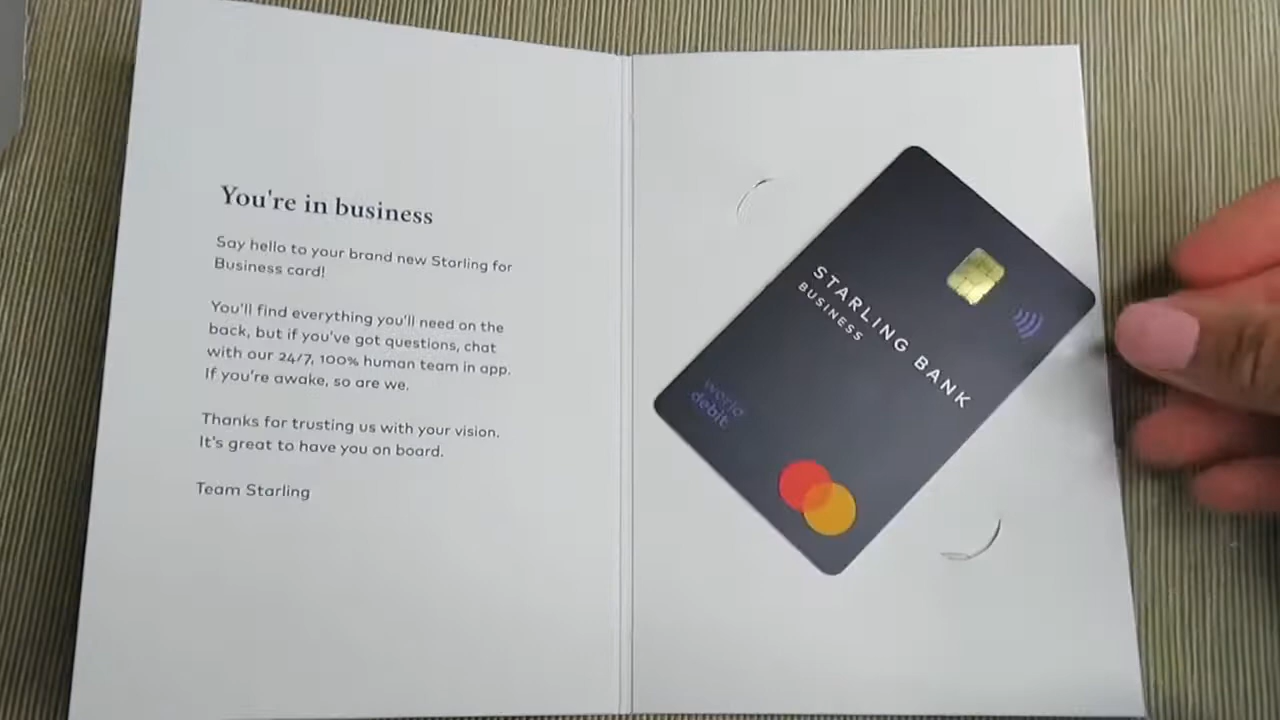 You're in business
Say hello to your brand new Starling for
Business card!
You'll find everything you'll need on the
back, but if you've got questions, chat
with our 24/7, 100% human team in app.
If you're awake, so are we.
Thanks for trusting us with your vision.
It's great to have you on board.
Team Starling
STARLING BANK
BUSINESS
world
debit